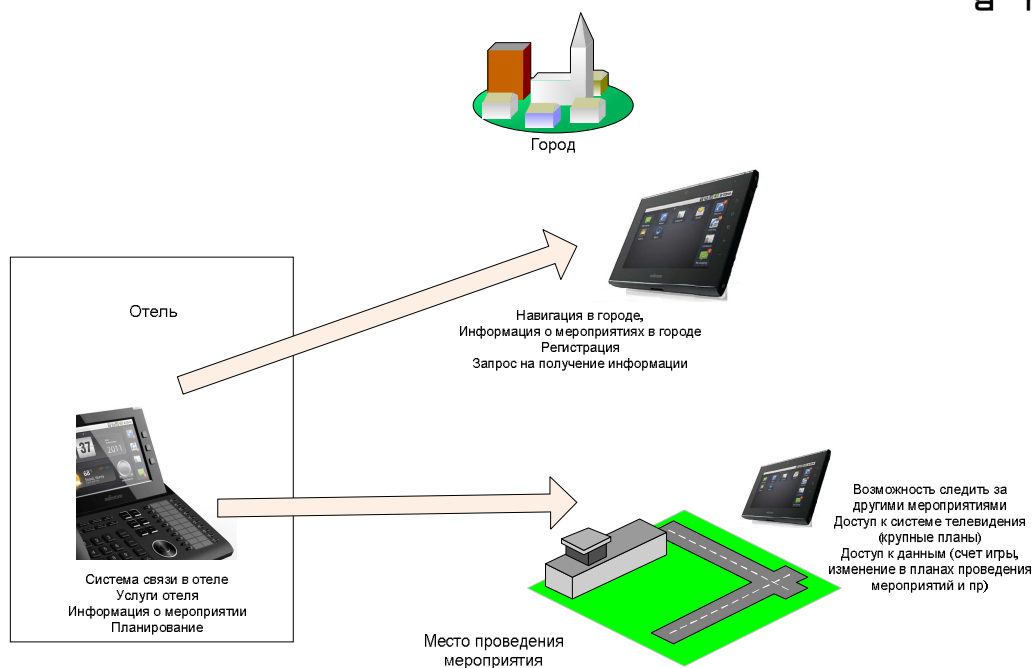 Город
Навигация в городе,
Информация о мероприятиях в городе
Регистрация
Запрос на получение информации
Отель
37
2011
Система связи в отеле
Услуги отеля
Информация о мероприятии
Планирование
Возможность следить за
другими мероприятиями
Доступ к системе телевидения
(крупные планы)
Доступ к данным (счет игры,
изменение в планах проведения
мероприятий и пр)
Место проведения
мероприятия